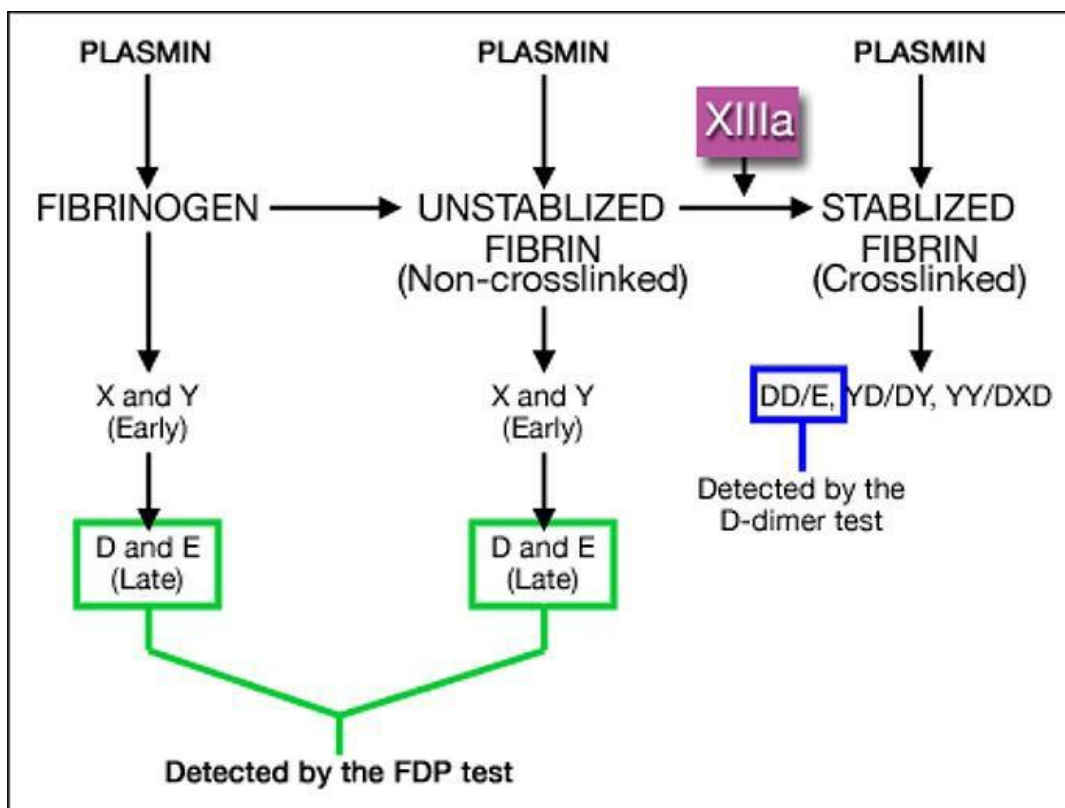 PLASMIN
PLASMIN
PLASMIN
XIIIa
FIBRINOGEN
UNSTABLIZED
FIBRIN
(Non-crosslinked)
STABLIZED
FIBRIN
(Crosslinked)
X and Y
(Early)
X and Y
(Early)
DD/E, YD/DY, YY/DXD
Detected by the
D-dimer test
D and E
(Late)
D and E
(Late)
Detected by the FDP test